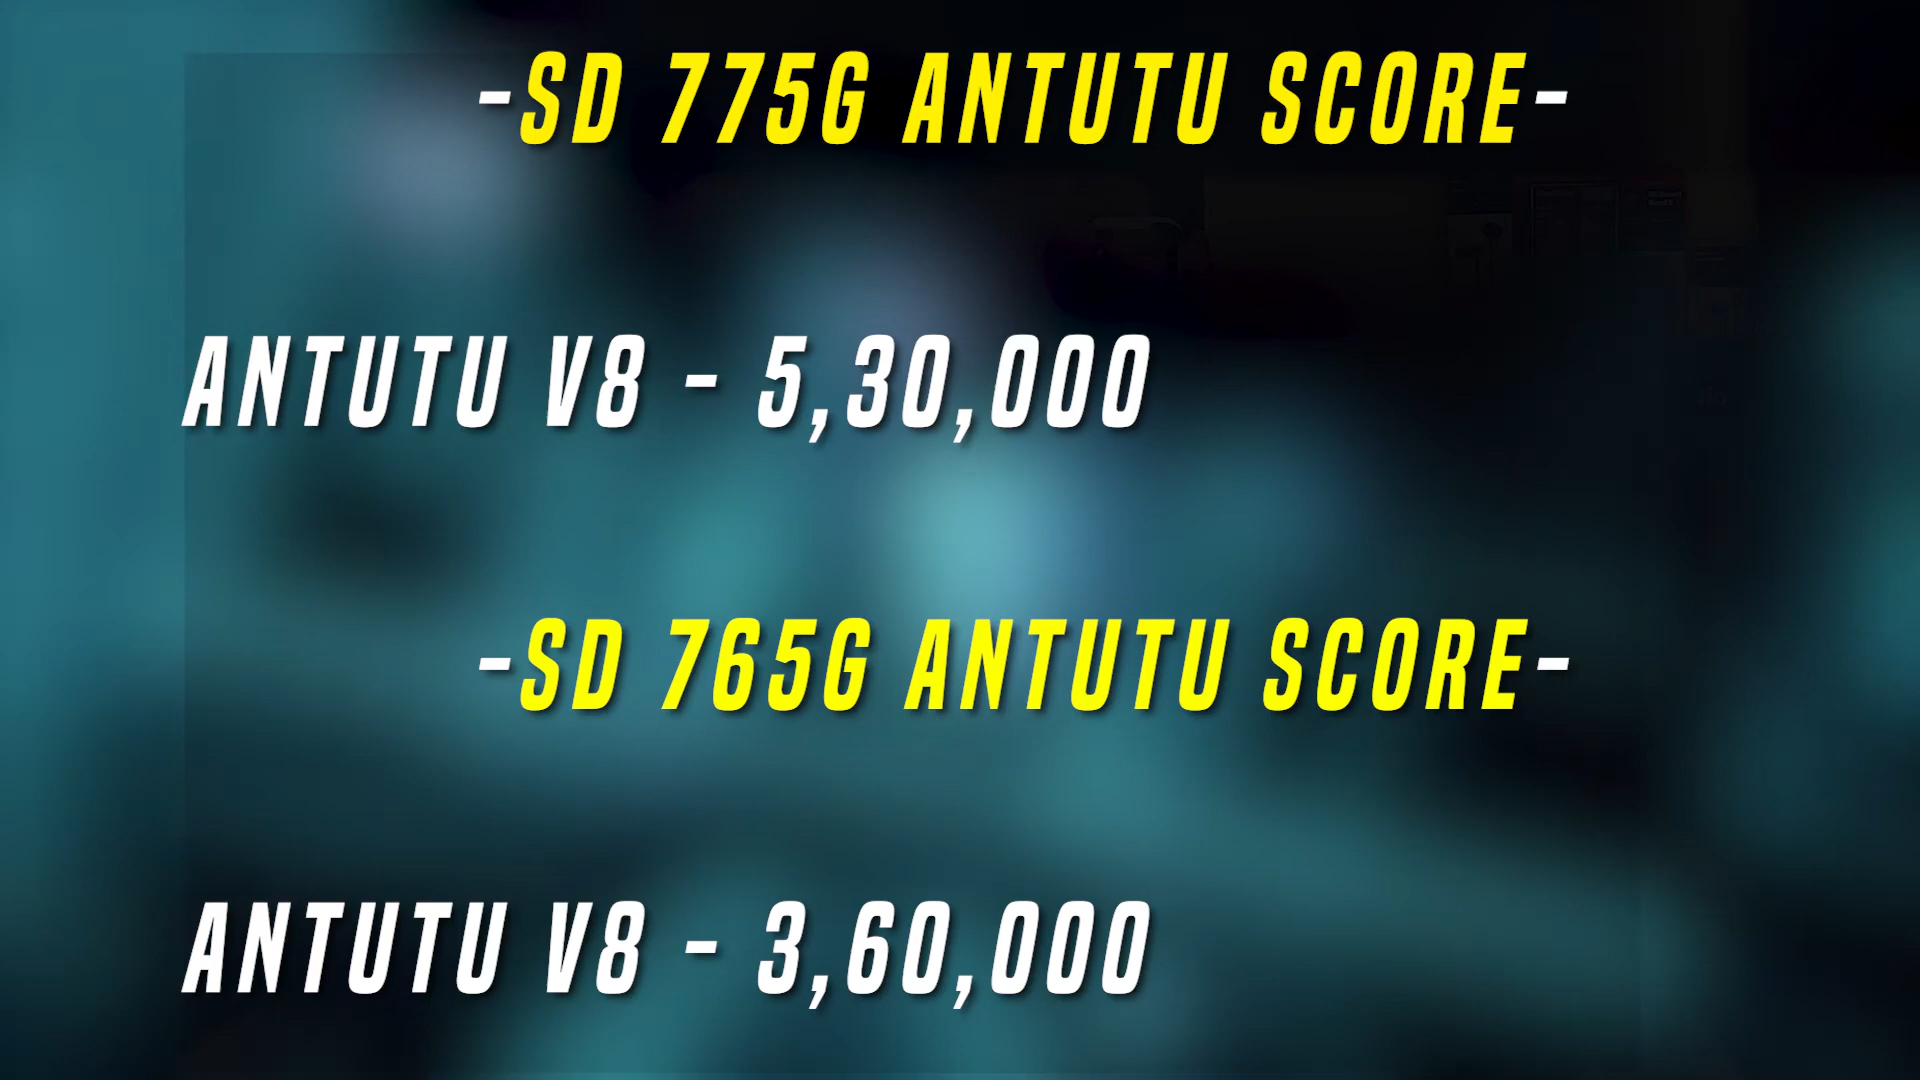 -SD 775G ANTUTU SCORE-
ANTUTU V8 - 5,30,000
-SD 765G ANTUTU SCORE-
ANTUTU V8 - 3,60,000